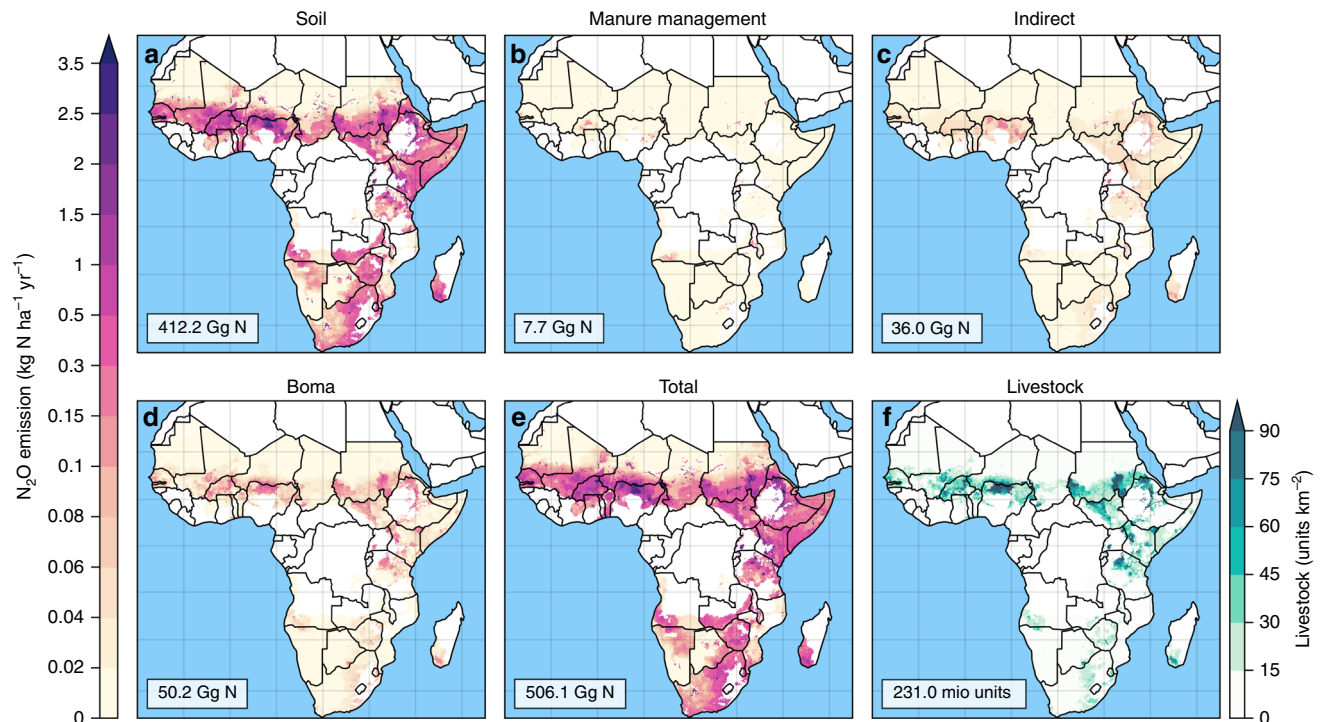 Soil
Manure management
Indirect
a
b
c
412.2 Gg N
7.7 Gg N
36.0 Gg N
Boma
Total
Livestock
d
e
f
50.2 Gg N
506.1 Gg N
231.0 mio units
N₂O emission (kg N ha⁻¹ yr⁻¹)
3.5
2.5
2
1.5
1
0.5
0.3
0.15
0.1
0.08
0.06
0.04
0.02
0
90
75
60
45
30
15
0
Livestock (units km⁻²)